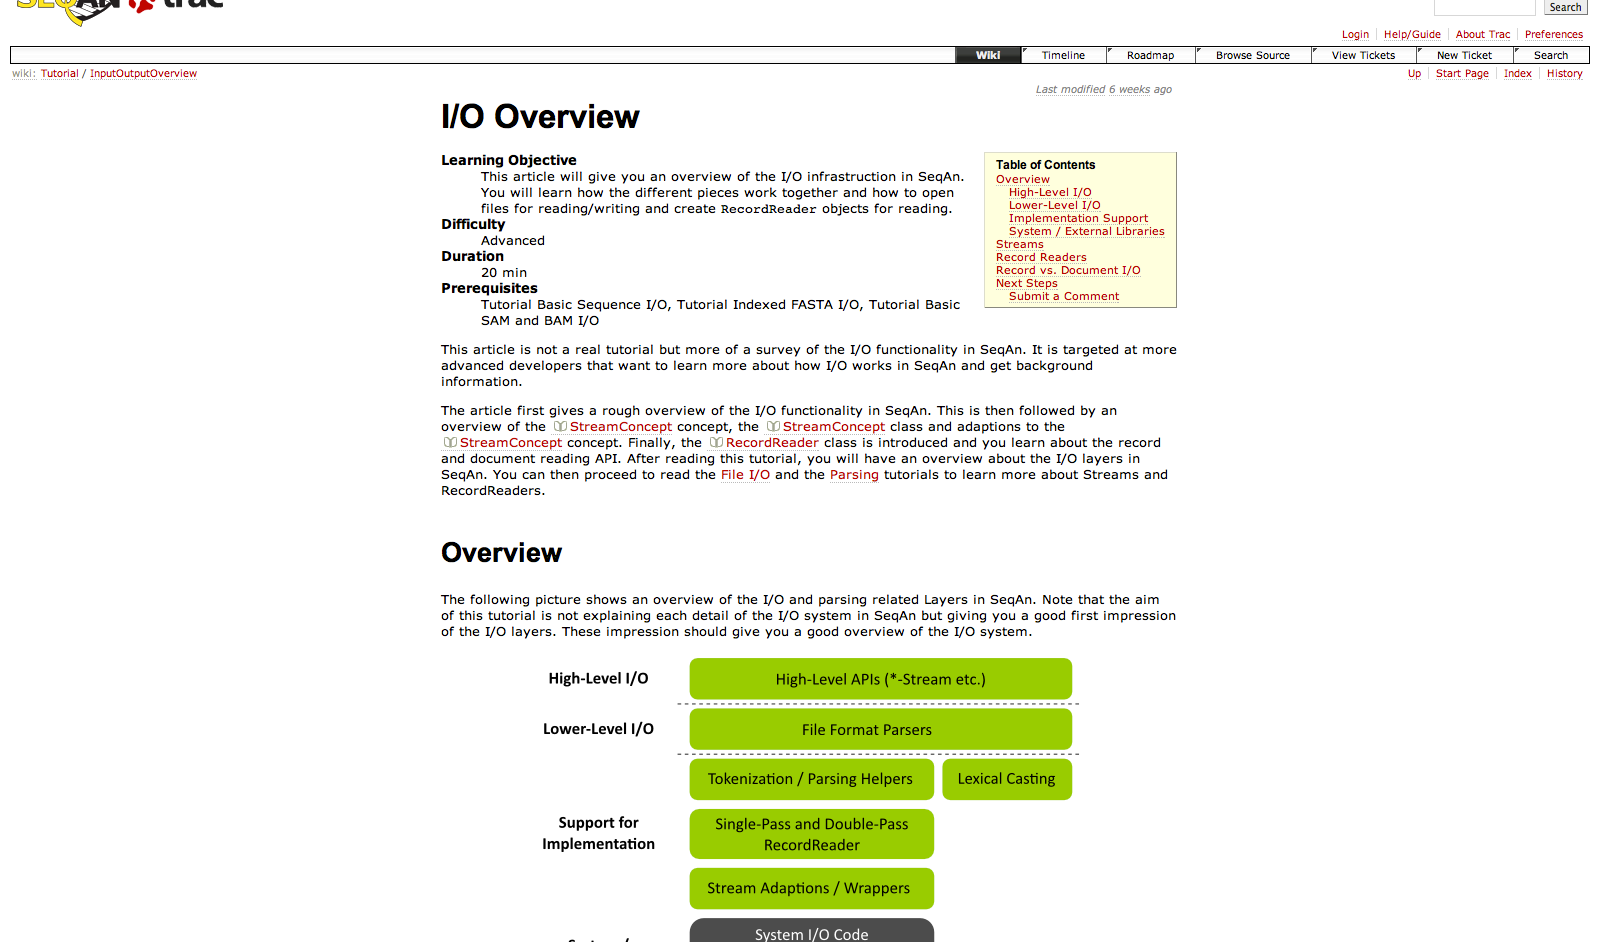 SEQAN trac
Search
Login Help/Guide About Trac Preferences
Wiki Timeline Roadmap Browse Source View Tickets New Ticket Search
wiki: Tutorial / InputOutputOverview
Up Start Page Index History
Last modified 6 weeks ago
I/O Overview
Learning Objective
This article will give you an overview of the I/O infrastruction in SeqAn.
You will learn how the different pieces work together and how to open
files for reading/writing and create RecordReader objects for reading.
Difficulty
Advanced
Duration
20 min
Prerequisites
Tutorial Basic Sequence I/O, Tutorial Indexed FASTA I/O, Tutorial Basic
SAM and BAM I/O
Table of Contents
Overview
High-Level I/O
Lower-Level I/O
Implementation Support
System / External Libraries
Streams
Record Readers
Record vs. Document I/O
Next Steps
Submit a Comment
This article is not a real tutorial but more of a survey of the I/O functionality in SeqAn. It is targeted at more
advanced developers that want to learn more about how I/O works in SeqAn and get background
information.
The article first gives a rough overview of the I/O functionality in SeqAn. This is then followed by an
overview of the StreamConcept concept, the StreamConcept class and adaptions to the
StreamConcept concept. Finally, the RecordReader class is introduced and you learn about the record
and document reading API. After reading this tutorial, you will have an overview about the I/O layers in
SeqAn. You can then proceed to read the File I/O and the Parsing tutorials to learn more about Streams and
RecordReaders.
Overview
The following picture shows an overview of the I/O and parsing related Layers in SeqAn. Note that the aim
of this tutorial is not explaining each detail of the I/O system in SeqAn but giving you a good first impression
of the I/O layers. These impression should give you a good overview of the I/O system.
High-Level I/O
High-Level APIs (*-Stream etc.)
Lower-Level I/O
File Format Parsers
Tokenization / Parsing Helpers
Lexical Casting
Support for
Implementation
Single-Pass and Double-Pass
RecordReader
Stream Adaptions / Wrappers
System I/O Code